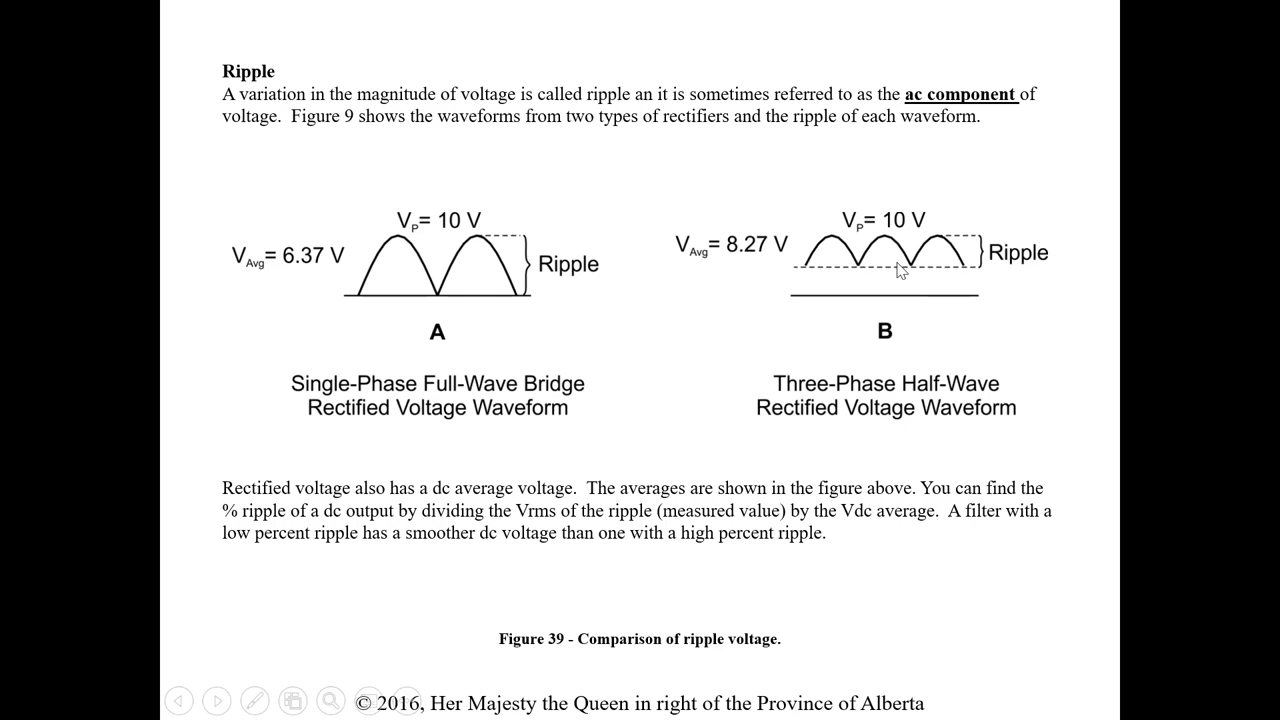 Ripple
A variation in the magnitude of voltage is called ripple an it is sometimes referred to as the ac component of
voltage. Figure 9 shows the waveforms from two types of rectifiers and the ripple of each waveform.
VP= 10 V
VAvg= 6.37 V
Ripple
A
Single-Phase Full-Wave Bridge
Rectified Voltage Waveform
VP= 10 V
VAvg= 8.27 V
Ripple
B
Three-Phase Half-Wave
Rectified Voltage Waveform
Rectified voltage also has a dc average voltage. The averages are shown in the figure above. You can find the
% ripple of a dc output by dividing the Vrms of the ripple (measured value) by the Vdc average. A filter with a
low percent ripple has a smoother dc voltage than one with a high percent ripple.
Figure 39 - Comparison of ripple voltage.
© 2016, Her Majesty the Queen in right of the Province of Alberta